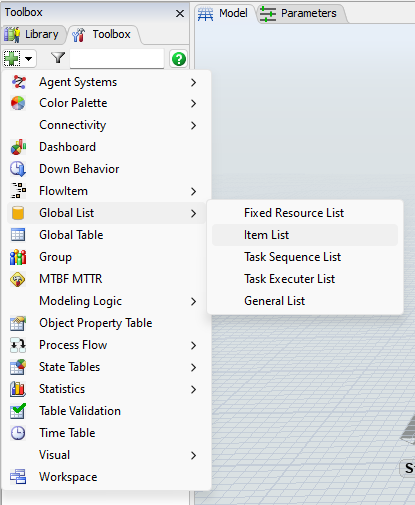 Toolbox
Library
Toolbox
Model
Parameters
Agent Systems
Color Palette
Connectivity
Dashboard
Down Behavior
FlowItem
Global List
Fixed Resource List
Item List
Task Sequence List
Task Executer List
General List
Global Table
Group
MTBF MTTR
Modeling Logic
Object Property Table
Process Flow
State Tables
Statistics
Table Validation
Time Table
Visual
Workspace